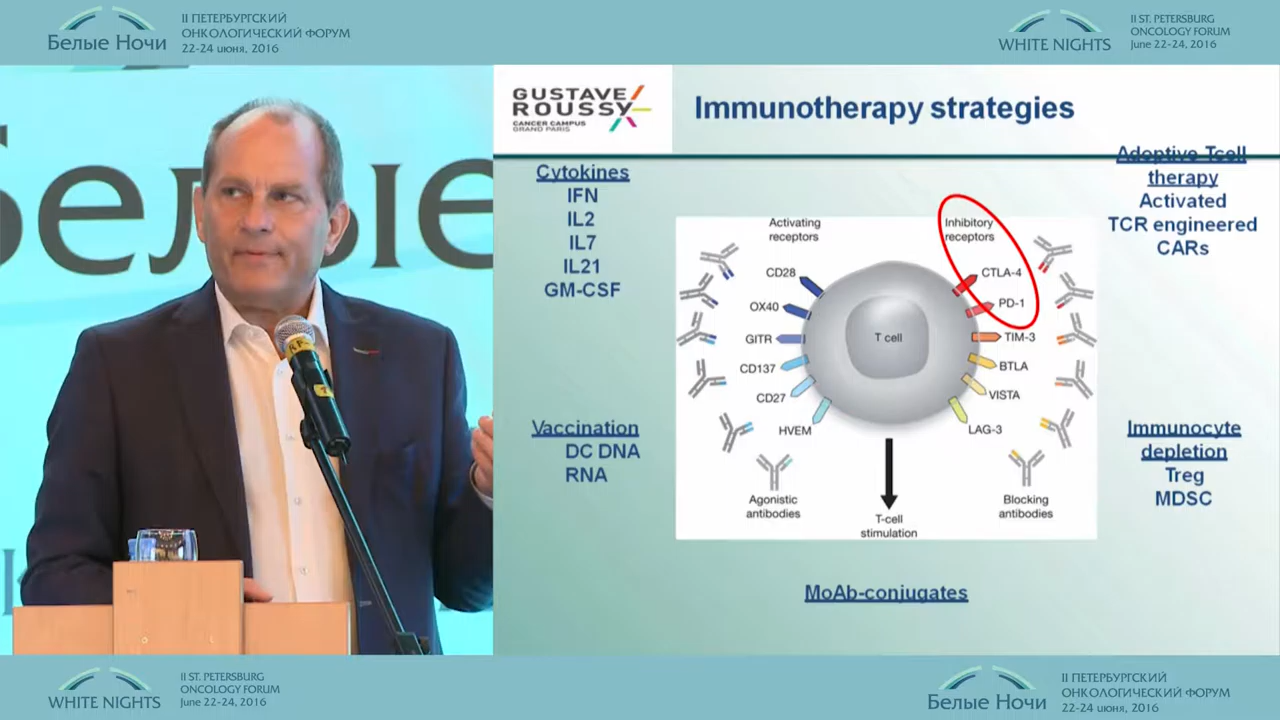 Белые Ночи
II ПЕТЕРБУРГСКИЙ
ОНКОЛОГИЧЕСКИЙ ФОРУМ
22-24 июня, 2016
WHITE NIGHTS
II ST. PETERSBURG
ONCOLOGY FORUM
June 22-24, 2016
Белые
GUSTAVE
ROUSSY
CANCER CAMPUS
GRAND PARIS
Immunotherapy strategies
Cytokines
IFN
IL2
IL7
IL21
GM-CSF
Vaccination
DC DNA
RNA
Activating
receptors
CD28
OX40
GITR
CD137
CD27
HVEM
Agonistic
antibodies
T cell
T-cell
stimulation
Inhibitory
receptors
CTLA-4
PD-1
TIM-3
BTLA
VISTA
LAG-3
Blocking
antibodies
Adoptive Tcell
therapy
Activated
TCR engineered
CARs
Immunocyte
depletion
Treg
MDSC
MoAb-conjugates
WHITE NIGHTS
II ST. PETERSBURG
ONCOLOGY FORUM
June 22-24, 2016
Белые Ночи
II ПЕТЕРБУРГСКИЙ
ОНКОЛОГИЧЕСКИЙ ФОРУМ
22-24 июня, 2016